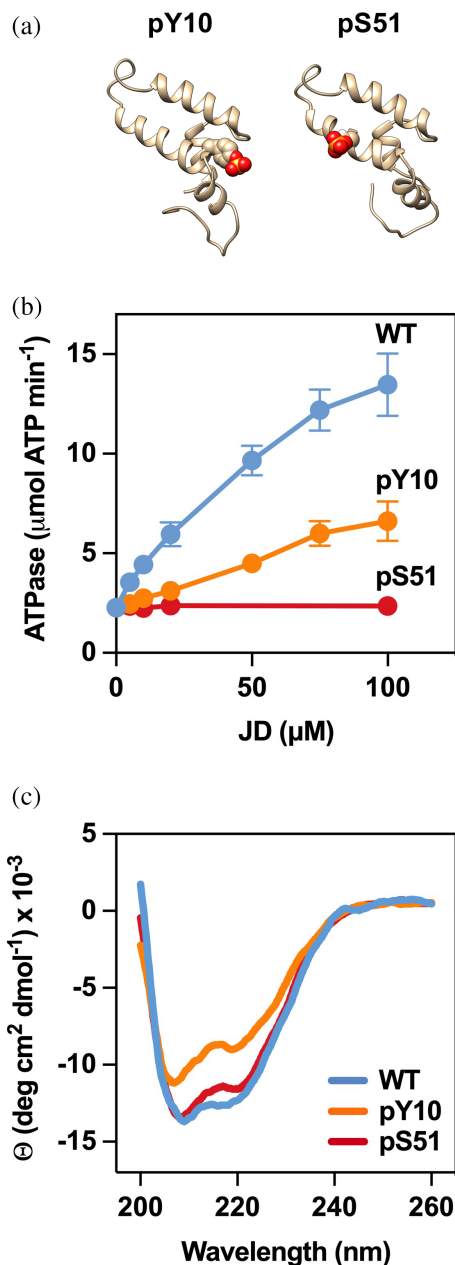 (a)
pY10 pS51
(b)
ATPase (μmol ATP min⁻¹)
15
10
5
0
WT
pY10
pS51
0 50 100
JD (μM)
(c)
Θ (deg cm² dmol⁻¹) x 10⁻³
5
0
-5
-10
-15
WT
pY10
pS51
200 220 240 260
Wavelength (nm)